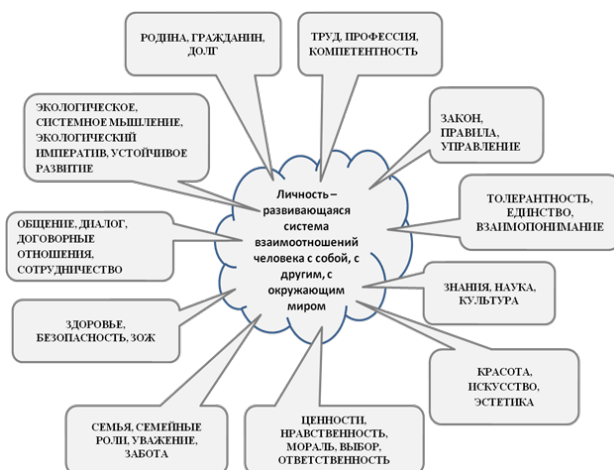 РОДИНА, ГРАЖДАНИН,
ДОЛГ
ТРУД, ПРОФЕССИЯ,
КОМПЕТЕНТНОСТЬ
ЭКОЛОГИЧЕСКОЕ,
СИСТЕМНОЕ МЫШЛЕНИЕ,
ЭКОЛОГИЧЕСКИЙ
ИМПЕРАТИВ, УСТОЙЧИВОЕ
РАЗВИТИЕ
ЗАКОН,
ПРАВИЛА,
УПРАВЛЕНИЕ
Личность –
развивающаяся
система
взаимоотношений
человека с собой, с
другим, с
окружающим
миром
ТОЛЕРАНТНОСТЬ,
ЕДИНСТВО,
ВЗАИМОПОНИМАНИЕ
ОБЩЕНИЕ, ДИАЛОГ,
ДОГОВОРНЫЕ
ОТНОШЕНИЯ,
СОТРУДНИЧЕСТВО
ЗНАНИЯ, НАУКА,
КУЛЬТУРА
ЗДОРОВЬЕ,
БЕЗОПАСНОСТЬ, ЗОЖ
КРАСОТА,
ИСКУССТВО,
ЭСТЕТИКА
СЕМЬЯ, СЕМЕЙНЫЕ
РОЛИ, УВАЖЕНИЕ,
ЗАБОТА
ЦЕННОСТИ,
НРАВСТВЕННОСТЬ,
МОРАЛЬ, ВЫБОР,
ОТВЕТСТВЕННОСТЬ